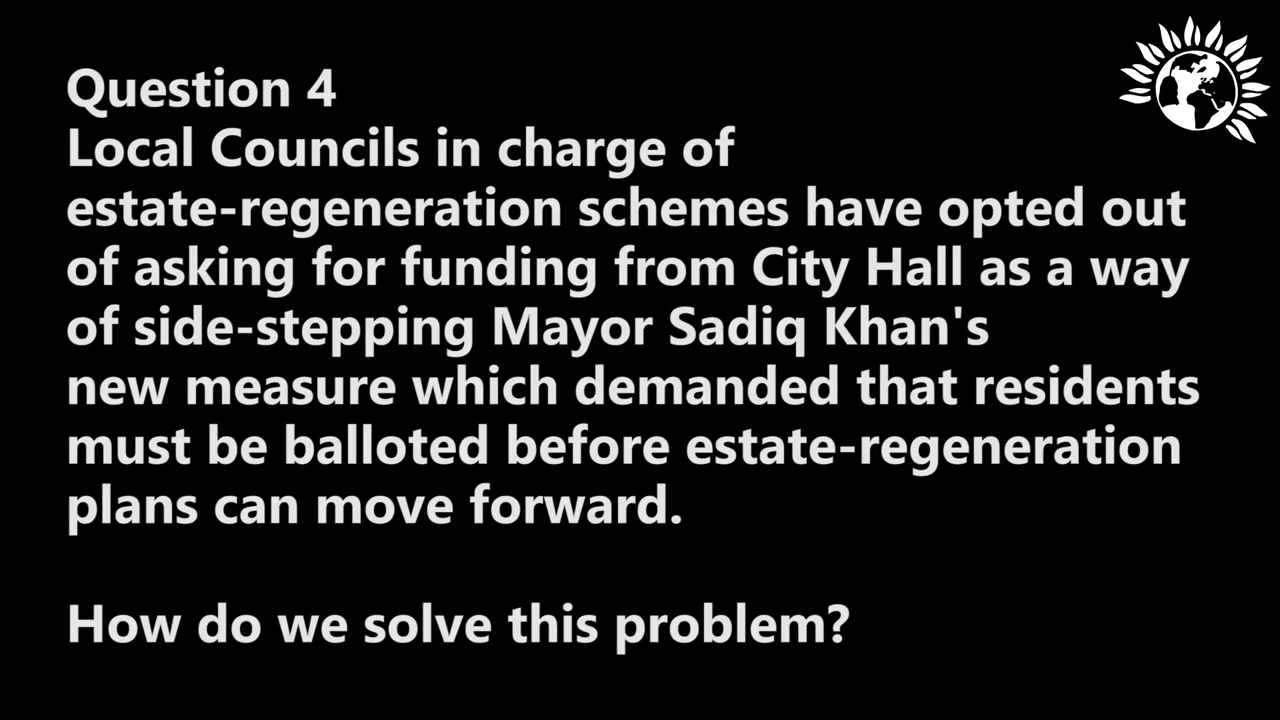 Question 4
Local Councils in charge of
estate-regeneration schemes have opted out
of asking for funding from City Hall as a way
of side-stepping Mayor Sadiq Khan's
new measure which demanded that residents
must be balloted before estate-regeneration
plans can move forward.
How do we solve this problem?